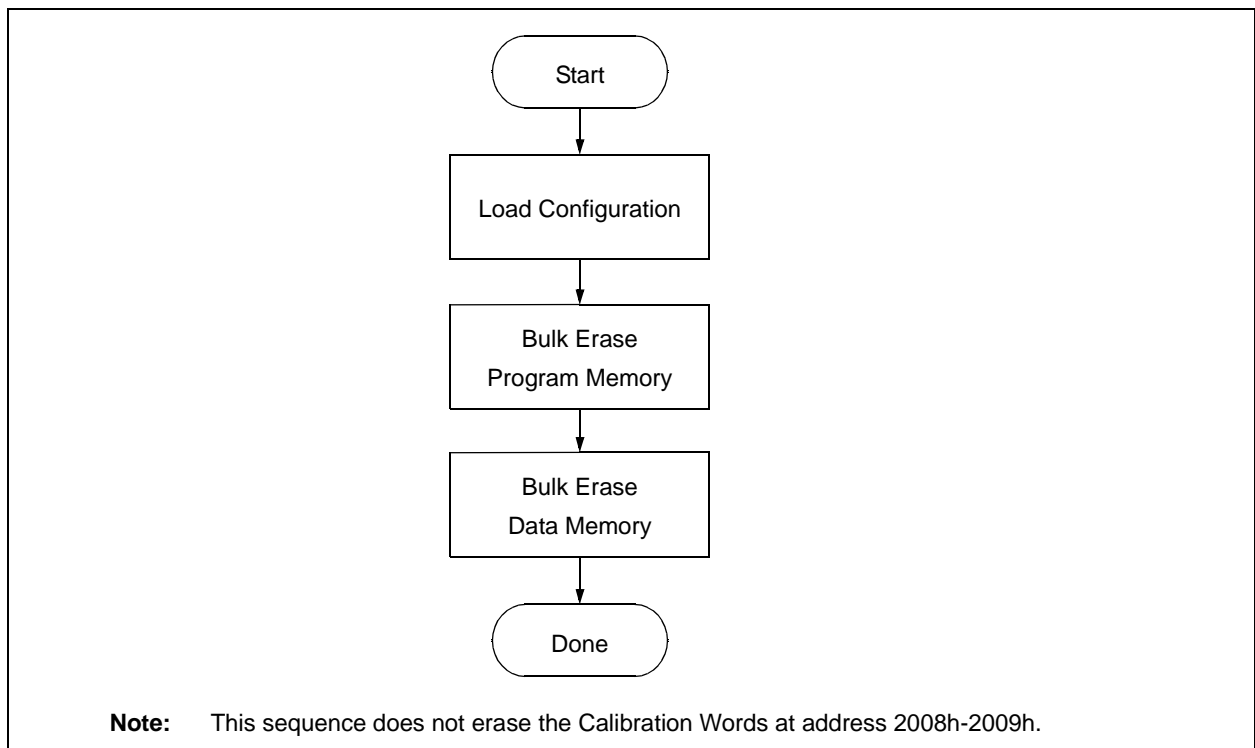 Start
Load Configuration
Bulk Erase
Program Memory
Bulk Erase
Data Memory
Done
Note: This sequence does not erase the Calibration Words at address 2008h-2009h.